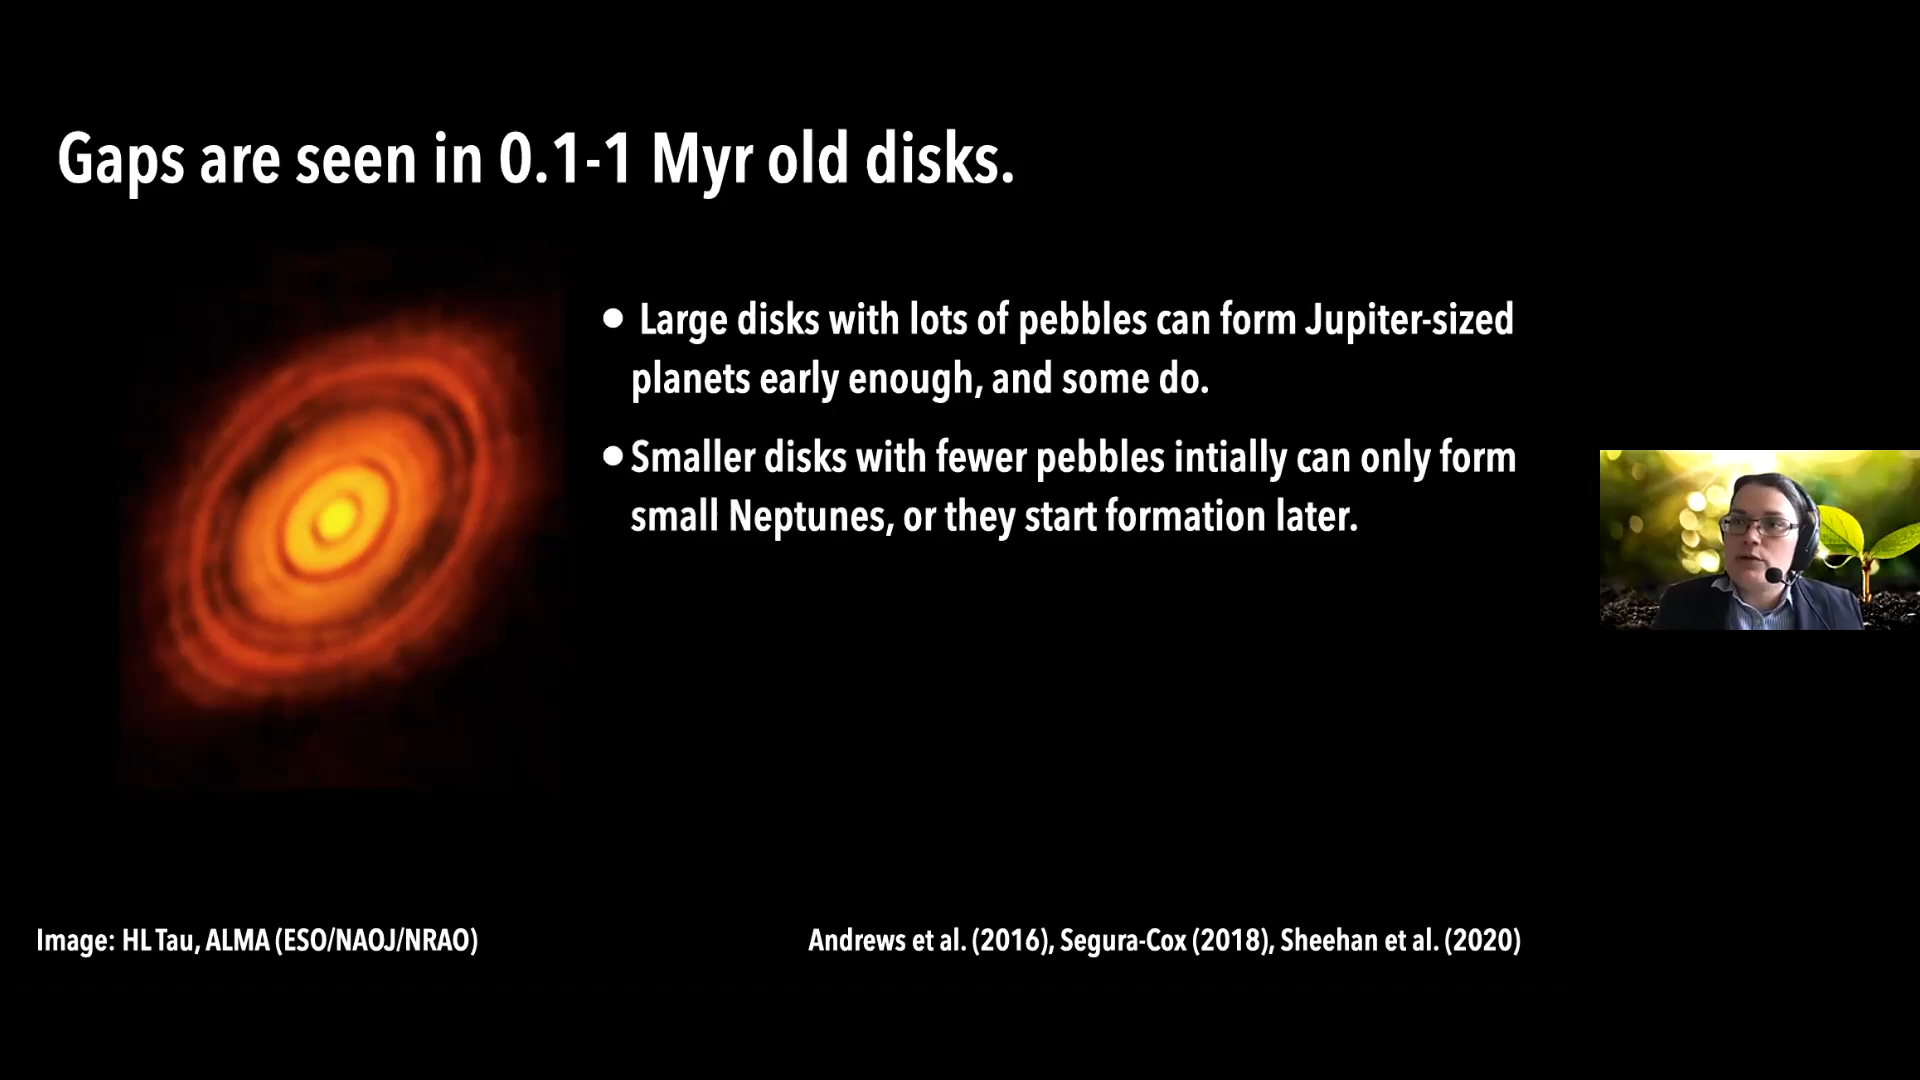 Gaps are seen in 0.1-1 Myr old disks.
• Large disks with lots of pebbles can form Jupiter-sized
planets early enough, and some do.
• Smaller disks with fewer pebbles intially can only form
small Neptunes, or they start formation later.
Image: HL Tau, ALMA (ESO/NAOJ/NRAO)
Andrews et al. (2016), Segura-Cox (2018), Sheehan et al. (2020)